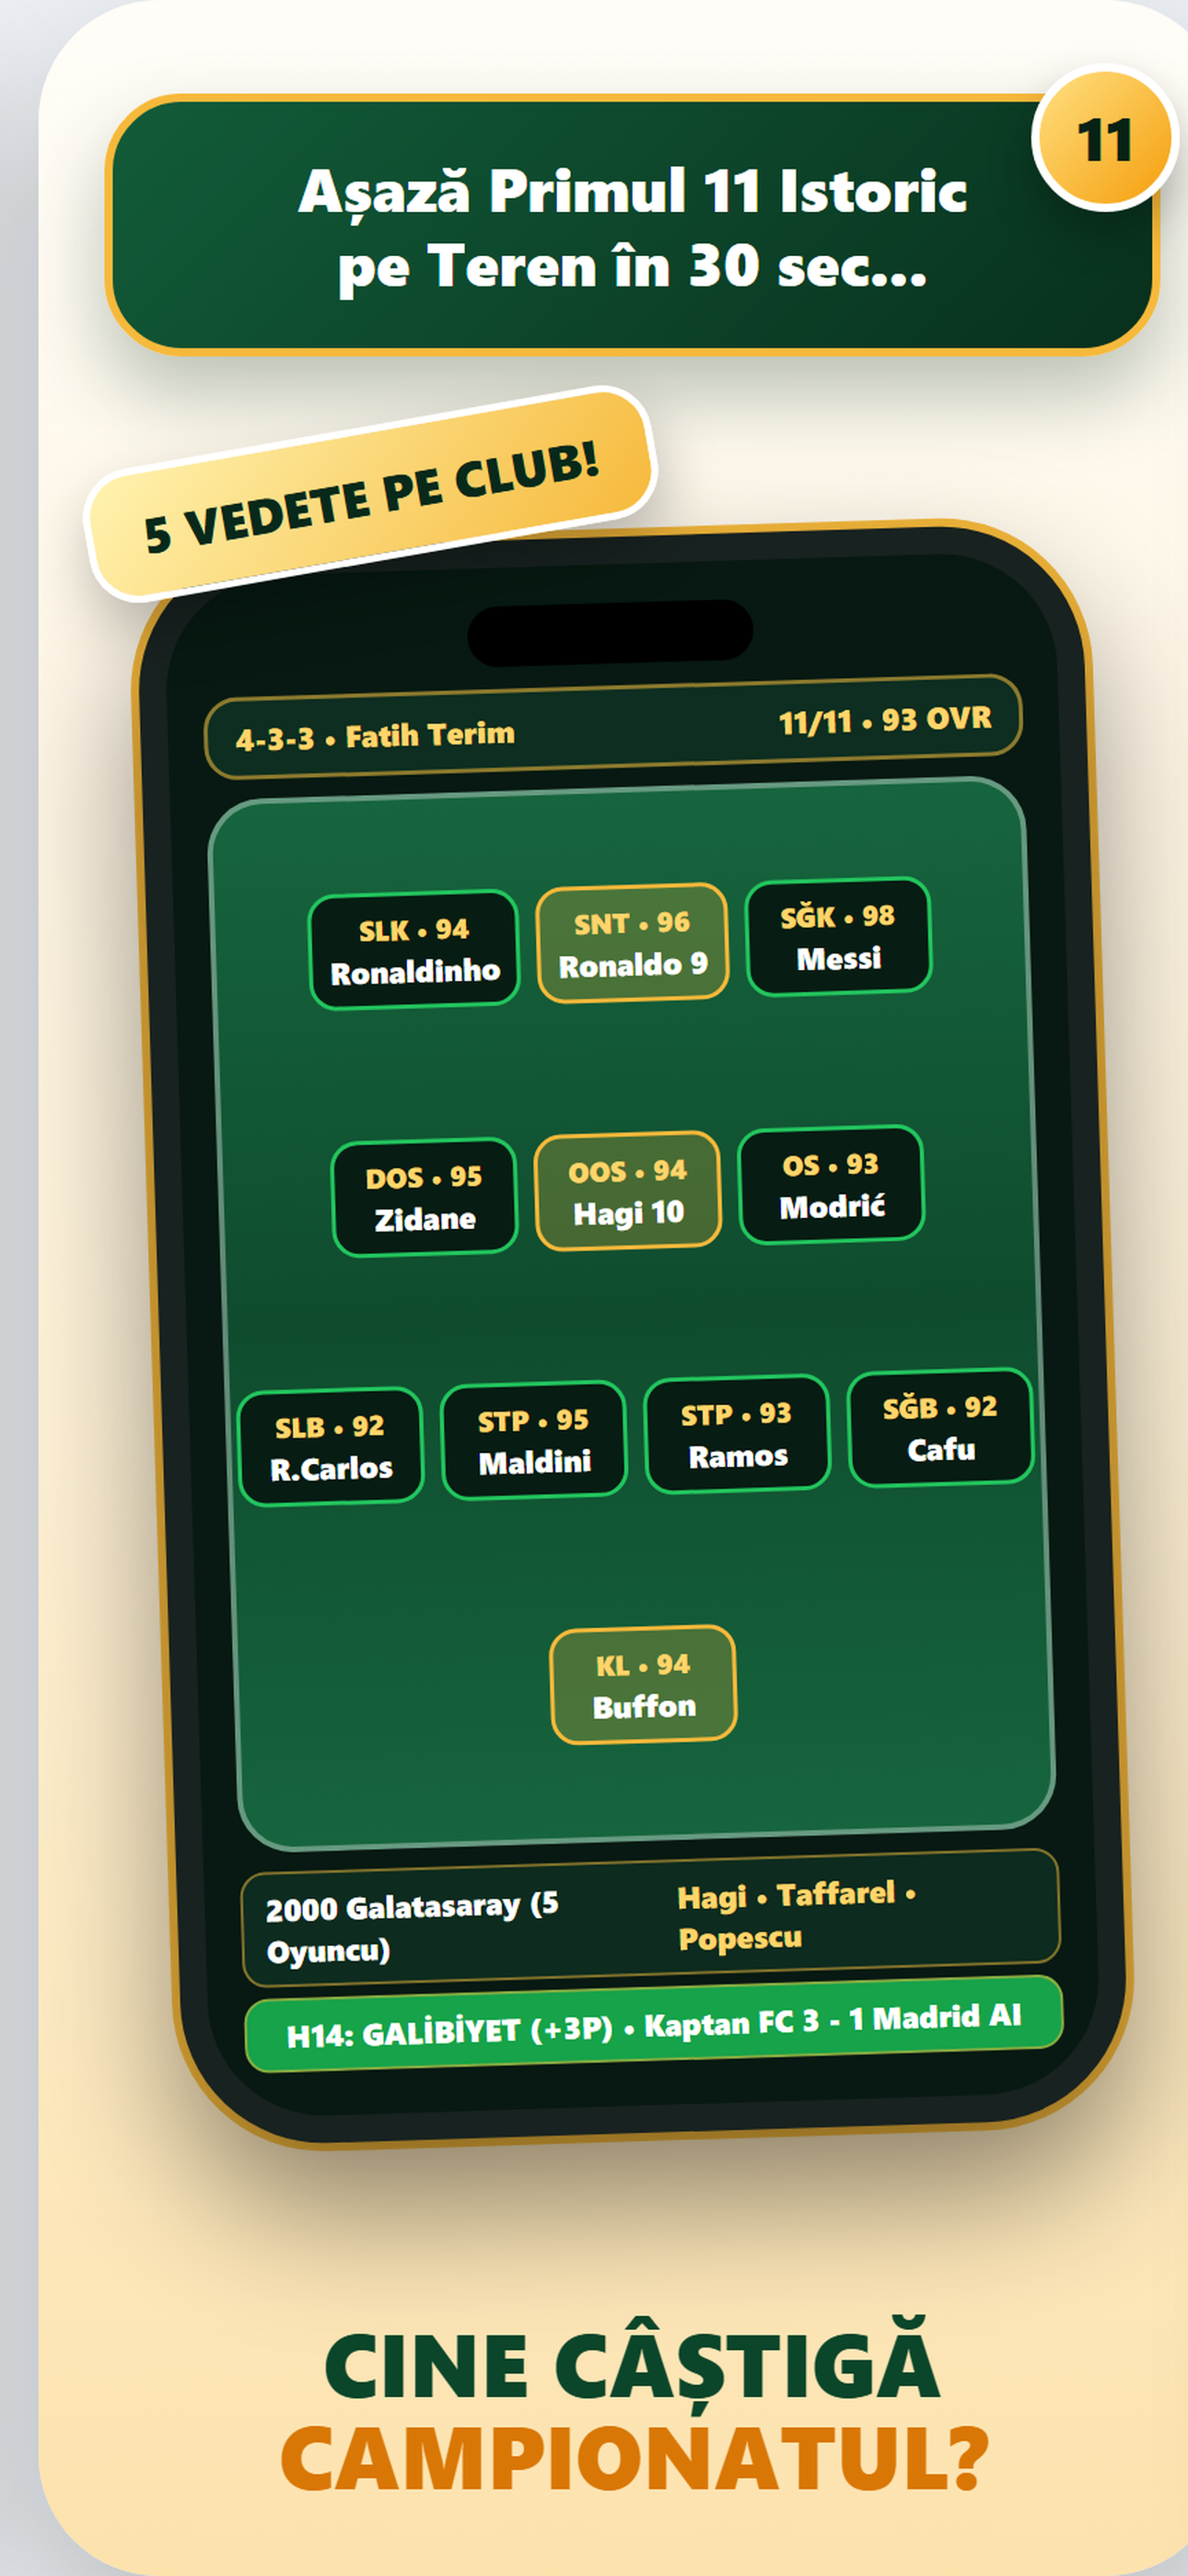 11
Așază Primul 11 Istoric
pe Teren în 30 sec...
5 VEDETE PE CLUB!
4-3-3 • Fatih Terim
11/11 • 93 OVR
SLK • 94
Ronaldinho
SNT • 96
Ronaldo 9
SĞK • 98
Messi
DOS • 95
Zidane
OOS • 94
Hagi 10
OS • 93
Modrić
SLB • 92
R.Carlos
STP • 95
Maldini
STP • 93
Ramos
SĞB • 92
Cafu
KL • 94
Buffon
2000 Galatasaray (5
Oyuncu)
Hagi • Taffarel •
Popescu
H14: GALİBİYET (+3P) • Kaptan FC 3 - 1 Madrid AI
CINE CÂȘTIGĂ
CAMPIONATUL?